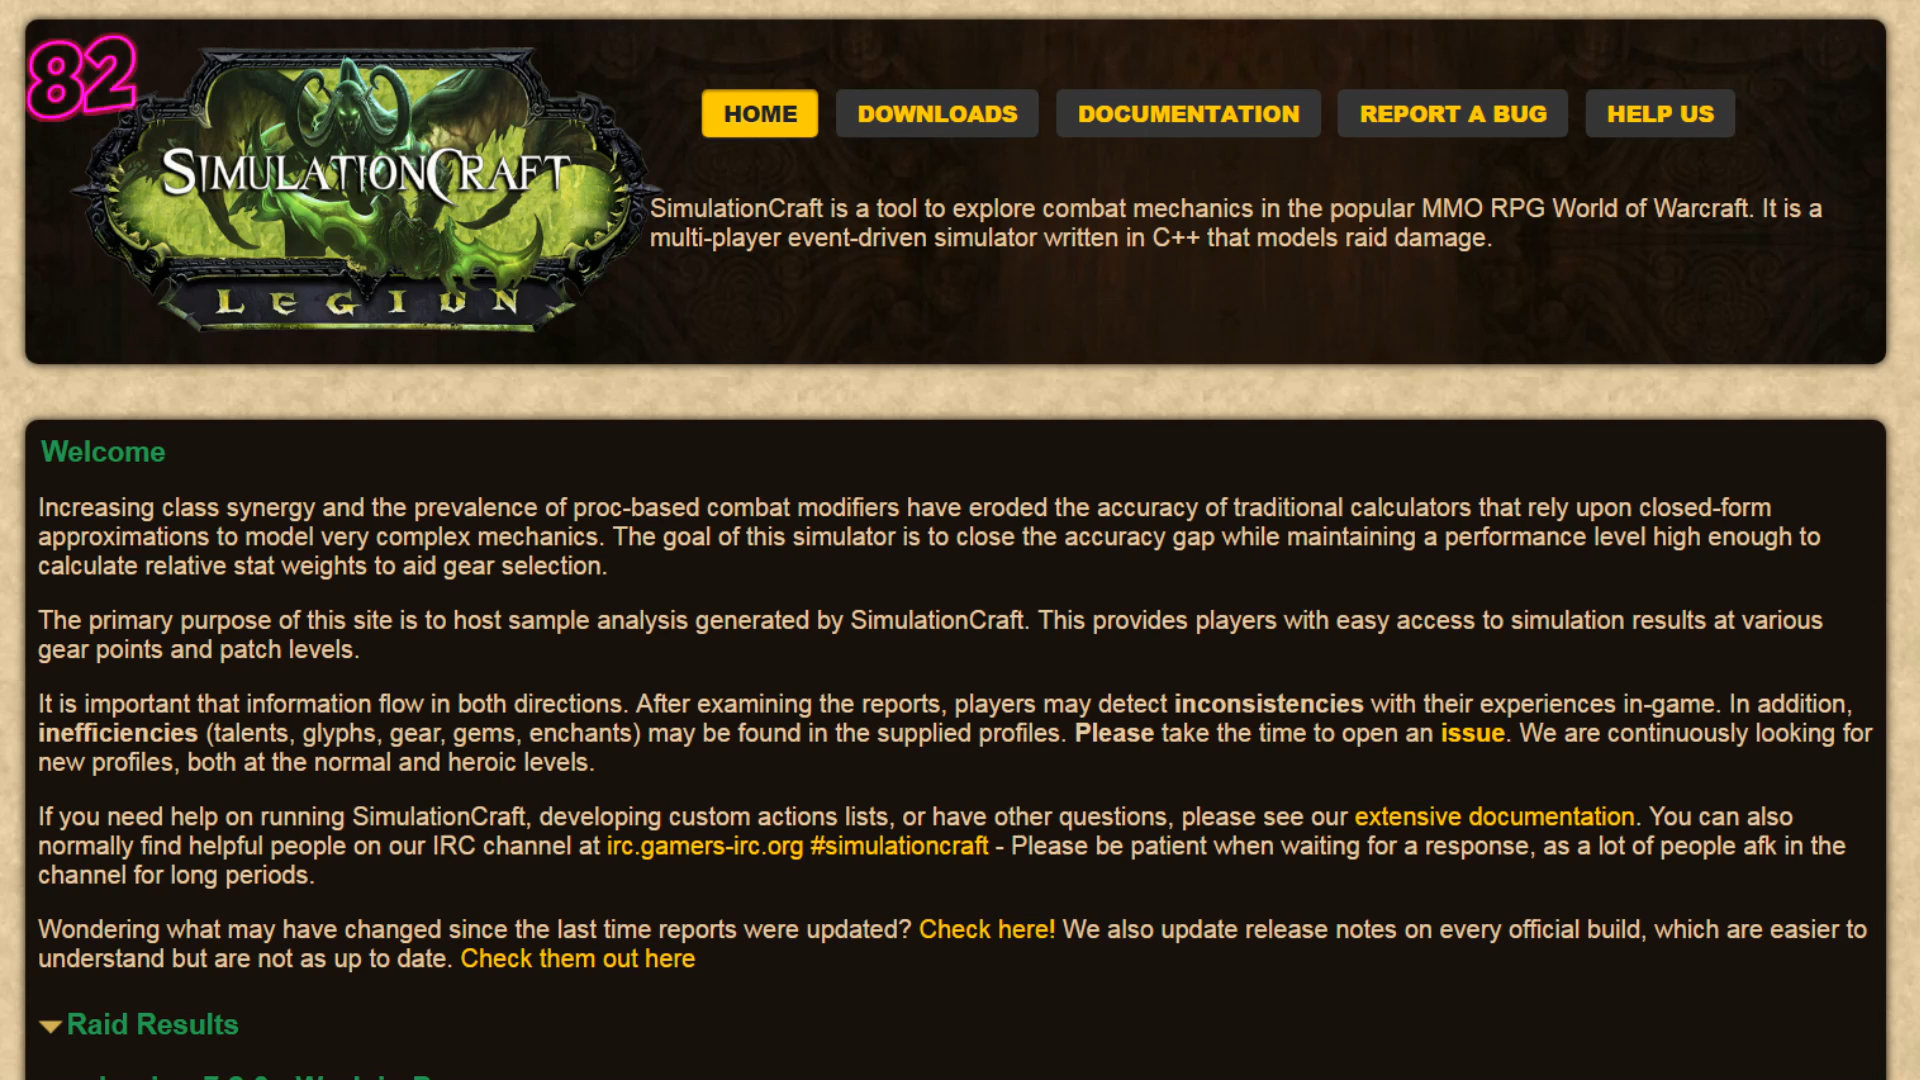 82
SIMULATIONCRAFT
LEGION
HOME DOWNLOADS DOCUMENTATION REPORT A BUG HELP US
SimulationCraft is a tool to explore combat mechanics in the popular MMO RPG World of Warcraft. It is a
multi-player event-driven simulator written in C++ that models raid damage.
Welcome
Increasing class synergy and the prevalence of proc-based combat modifiers have eroded the accuracy of traditional calculators that rely upon closed-form
approximations to model very complex mechanics. The goal of this simulator is to close the accuracy gap while maintaining a performance level high enough to
calculate relative stat weights to aid gear selection.
The primary purpose of this site is to host sample analysis generated by SimulationCraft. This provides players with easy access to simulation results at various
gear points and patch levels.
It is important that information flow in both directions. After examining the reports, players may detect inconsistencies with their experiences in-game. In addition,
inefficiencies (talents, glyphs, gear, gems, enchants) may be found in the supplied profiles. Please take the time to open an issue. We are continuously looking for
new profiles, both at the normal and heroic levels.
If you need help on running SimulationCraft, developing custom actions lists, or have other questions, please see our extensive documentation. You can also
normally find helpful people on our IRC channel at irc.gamers-irc.org #simulationcraft - Please be patient when waiting for a response, as a lot of people afk in the
channel for long periods.
Wondering what may have changed since the last time reports were updated? Check here! We also update release notes on every official build, which are easier to
understand but are not as up to date. Check them out here
Raid Results